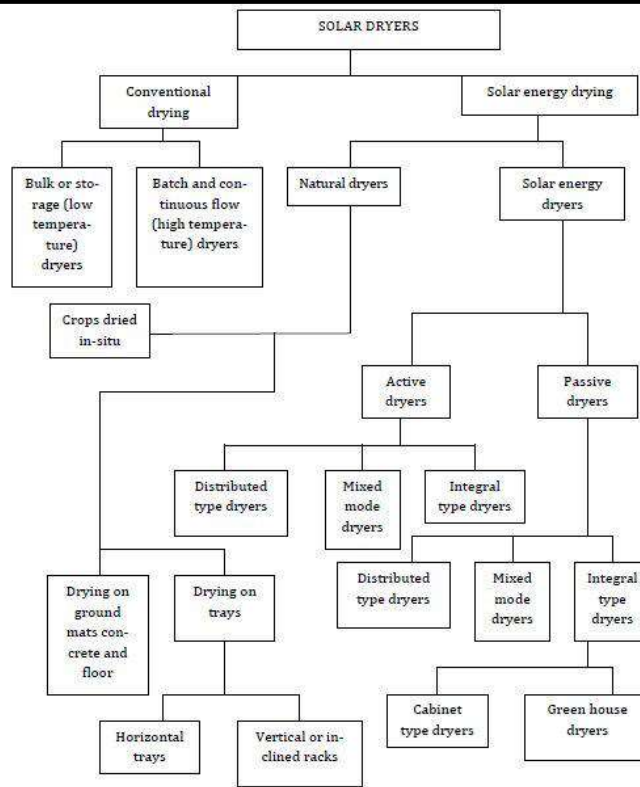 SOLAR DRYERS
Conventional
drying
Solar energy drying
Bulk or sto-
rage (low
tempera-
ture)
dryers
Batch and con-
tinuous flow
(high tempera-
ture) dryers
Natural dryers
Solar energy
dryers
Crops dried
in-situ
Active
dryers
Passive
dryers
Distributed
type dryers
Mixed
mode
dryers
Integral
type dryers
Distributed
type dryers
Mixed
mode
dryers
Integral
type
dryers
Drying on
ground
mats con-
crete and
floor
Drying on
trays
Cabinet
type dryers
Green house
dryers
Horizontal
trays
Vertical or in-
clined racks